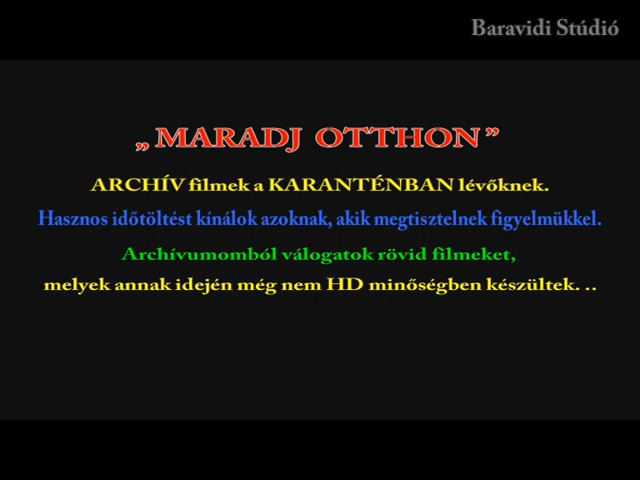 Baravidi Stúdió
„ MARADJ OTTHON ”
ARCHÍV filmek a KARANTÉNBAN lévőknek.
Hasznos időtöltést kínálok azoknak, akik megtisztelnek figyelmükkel.
Archívumomból válogatok rövid filmeket,
melyek annak idején még nem HD minőségben készültek. ..